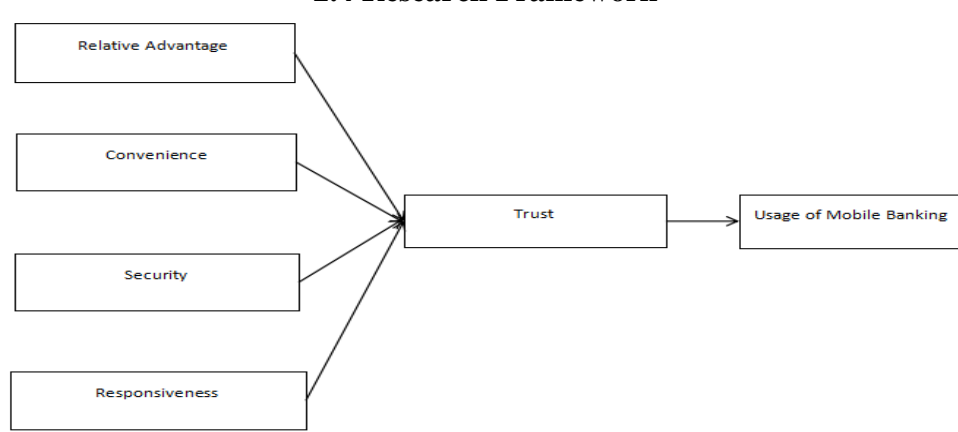 Relative Advantage
Convenience
Trust
Usage of Mobile Banking
Security
Responsiveness